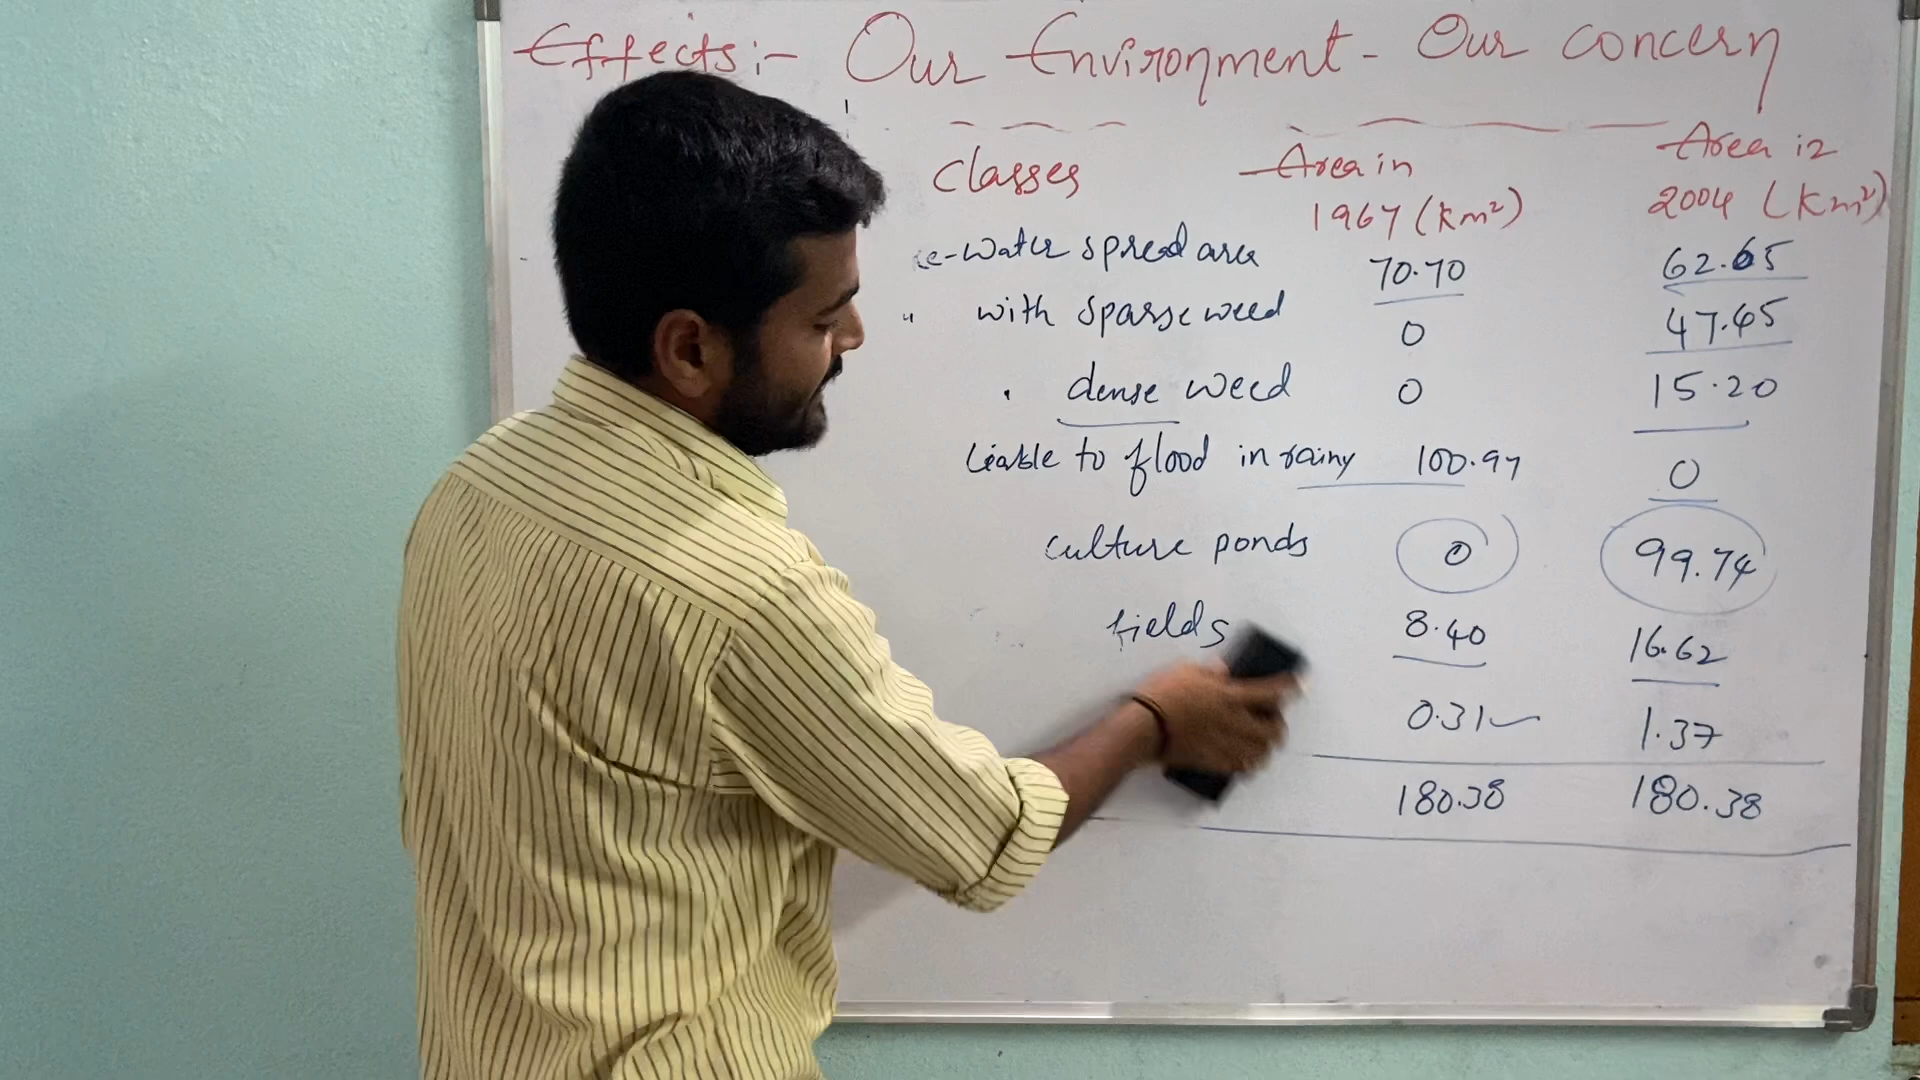 Effects:- Our Environment - Our concern
Classes Area in 1967 (km²) Area in 2004 (Km²)
e-Water spread area 70.70 62.65
" with sparse weed 0 47.45
" dense weed 0 15.20
Liable to flood in rainy 100.97 0
culture ponds 0 99.74
fields 8.40 16.62
0.31 1.37
180.38 180.38